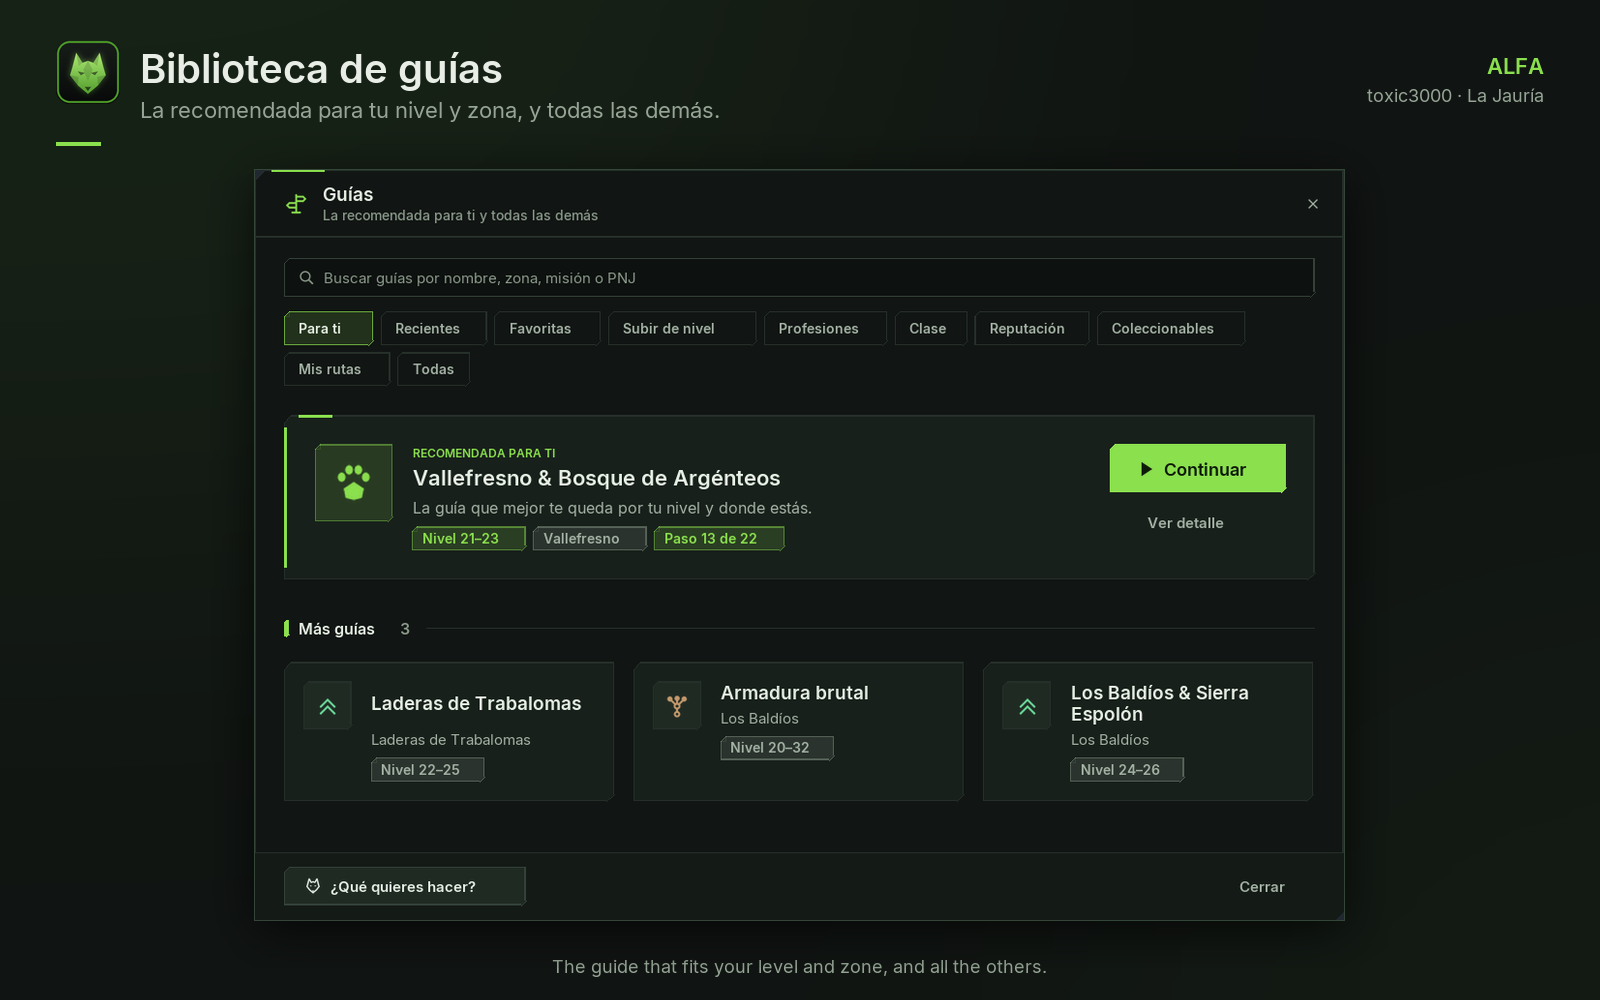 Biblioteca de guías
La recomendada para tu nivel y zona, y todas las demás.
ALFA
toxic3000 · La Jauría
Guías
La recomendada para ti y todas las demás
Buscar guías por nombre, zona, misión o PNJ
Para ti
Recientes
Favoritas
Subir de nivel
Profesiones
Clase
Reputación
Coleccionables
Mis rutas
Todas
RECOMENDADA PARA TI
Vallefresno & Bosque de Argénteos
La guía que mejor te queda por tu nivel y donde estás.
Nivel 21–23
Vallefresno
Paso 13 de 22
Continuar
Ver detalle
Más guías 3
Laderas de Trabalomas
Laderas de Trabalomas
Nivel 22–25
Armadura brutal
Los Baldíos
Nivel 20–32
Los Baldíos & Sierra
Espolón
Los Baldíos
Nivel 24–26
¿Qué quieres hacer?
Cerrar
The guide that fits your level and zone, and all the others.